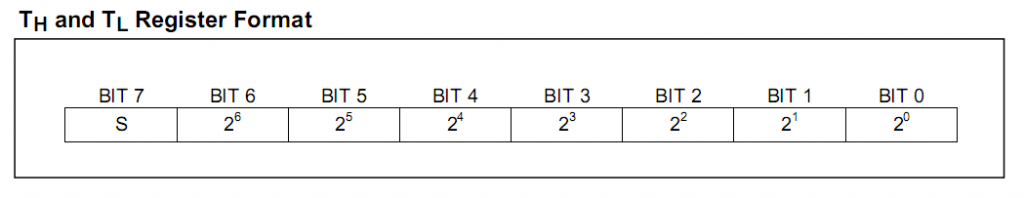 TH and TL Register Format
BIT 7 BIT 6 BIT 5 BIT 4 BIT 3 BIT 2 BIT 1 BIT 0
S 2⁶ 2⁵ 2⁴ 2³ 2² 2¹ 2⁰